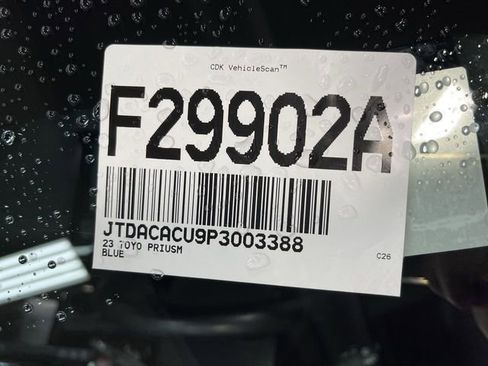 CDK VehicleScan™
F29902A
JTDACACU9P3003388
23 TOYO PRIUSM
BLUE
C26